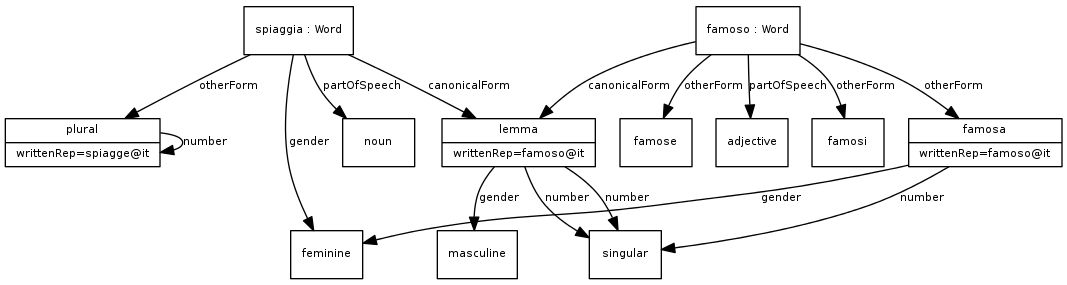 spiaggia : Word
famoso : Word
otherForm
partOfSpeech
canonicalForm
canonicalForm
otherForm
partOfSpeech
otherForm
otherForm
plural
writtenRep=spiagge@it
number
gender
noun
lemma
writtenRep=famoso@it
famose
adjective
famosi
famosa
writtenRep=famoso@it
gender
number
number
gender
number
feminine
masculine
singular